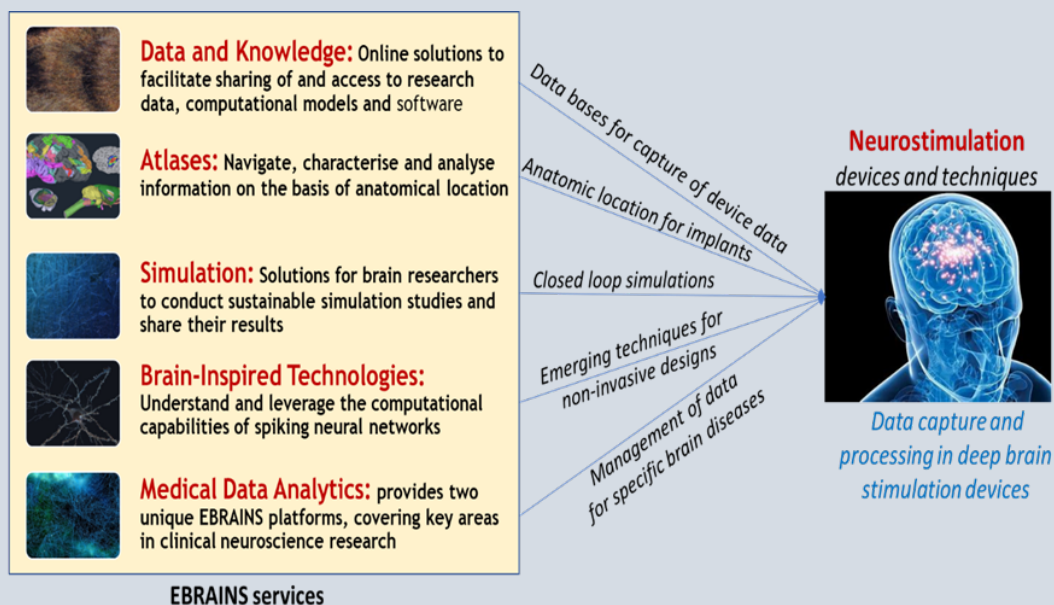 Data and Knowledge: Online solutions to
facilitate sharing of and access to research
data, computational models and software
Atlases: Navigate, characterise and analyse
information on the basis of anatomical location
Simulation: Solutions for brain researchers
to conduct sustainable simulation studies and
share their results
Brain-Inspired Technologies:
Understand and leverage the computational
capabilities of spiking neural networks
Medical Data Analytics: provides two
unique EBRAINS platforms, covering key areas
in clinical neuroscience research
EBRAINS services
Data bases for capture of device data
Anatomic location for implants
Closed loop simulations
Emerging techniques for
non-invasive designs
Management of data
for specific brain diseases
Neurostimulation
devices and techniques
Data capture and
processing in deep brain
stimulation devices